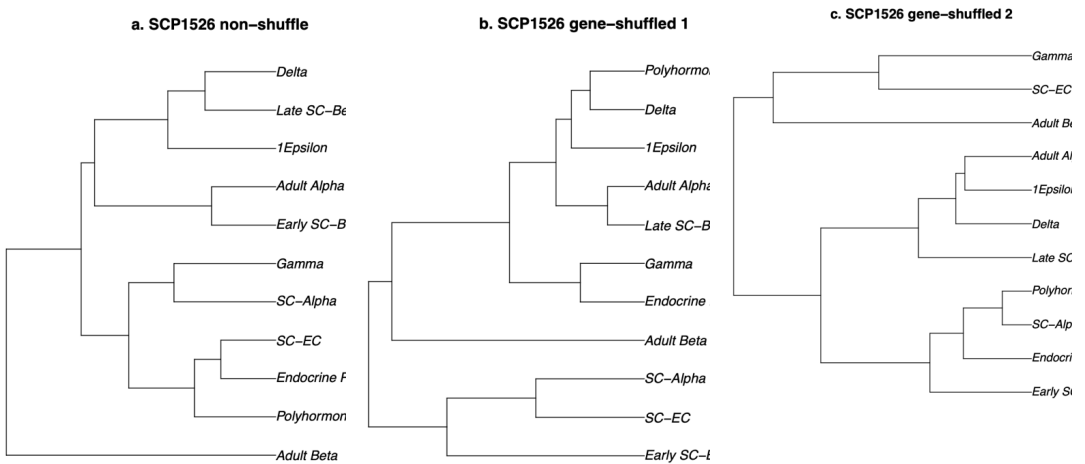 a. SCP1526 non-shuffle
Delta
Late SC-Be
1Epsilon
Adult Alpha
Early SC-B
Gamma
SC-Alpha
SC-EC
Endocrine P
Polyhormon
Adult Beta
b. SCP1526 gene-shuffled 1
Polyhormo
Delta
1Epsilon
Adult Alpha
Late SC-B
Gamma
Endocrine
Adult Beta
SC-Alpha
SC-EC
Early SC-B
c. SCP1526 gene-shuffled 2
Gamma
SC-EC
Adult Be
Adult Al
1Epsilon
Delta
Late SC
Polyhor
SC-Alp
Endocri
Early S